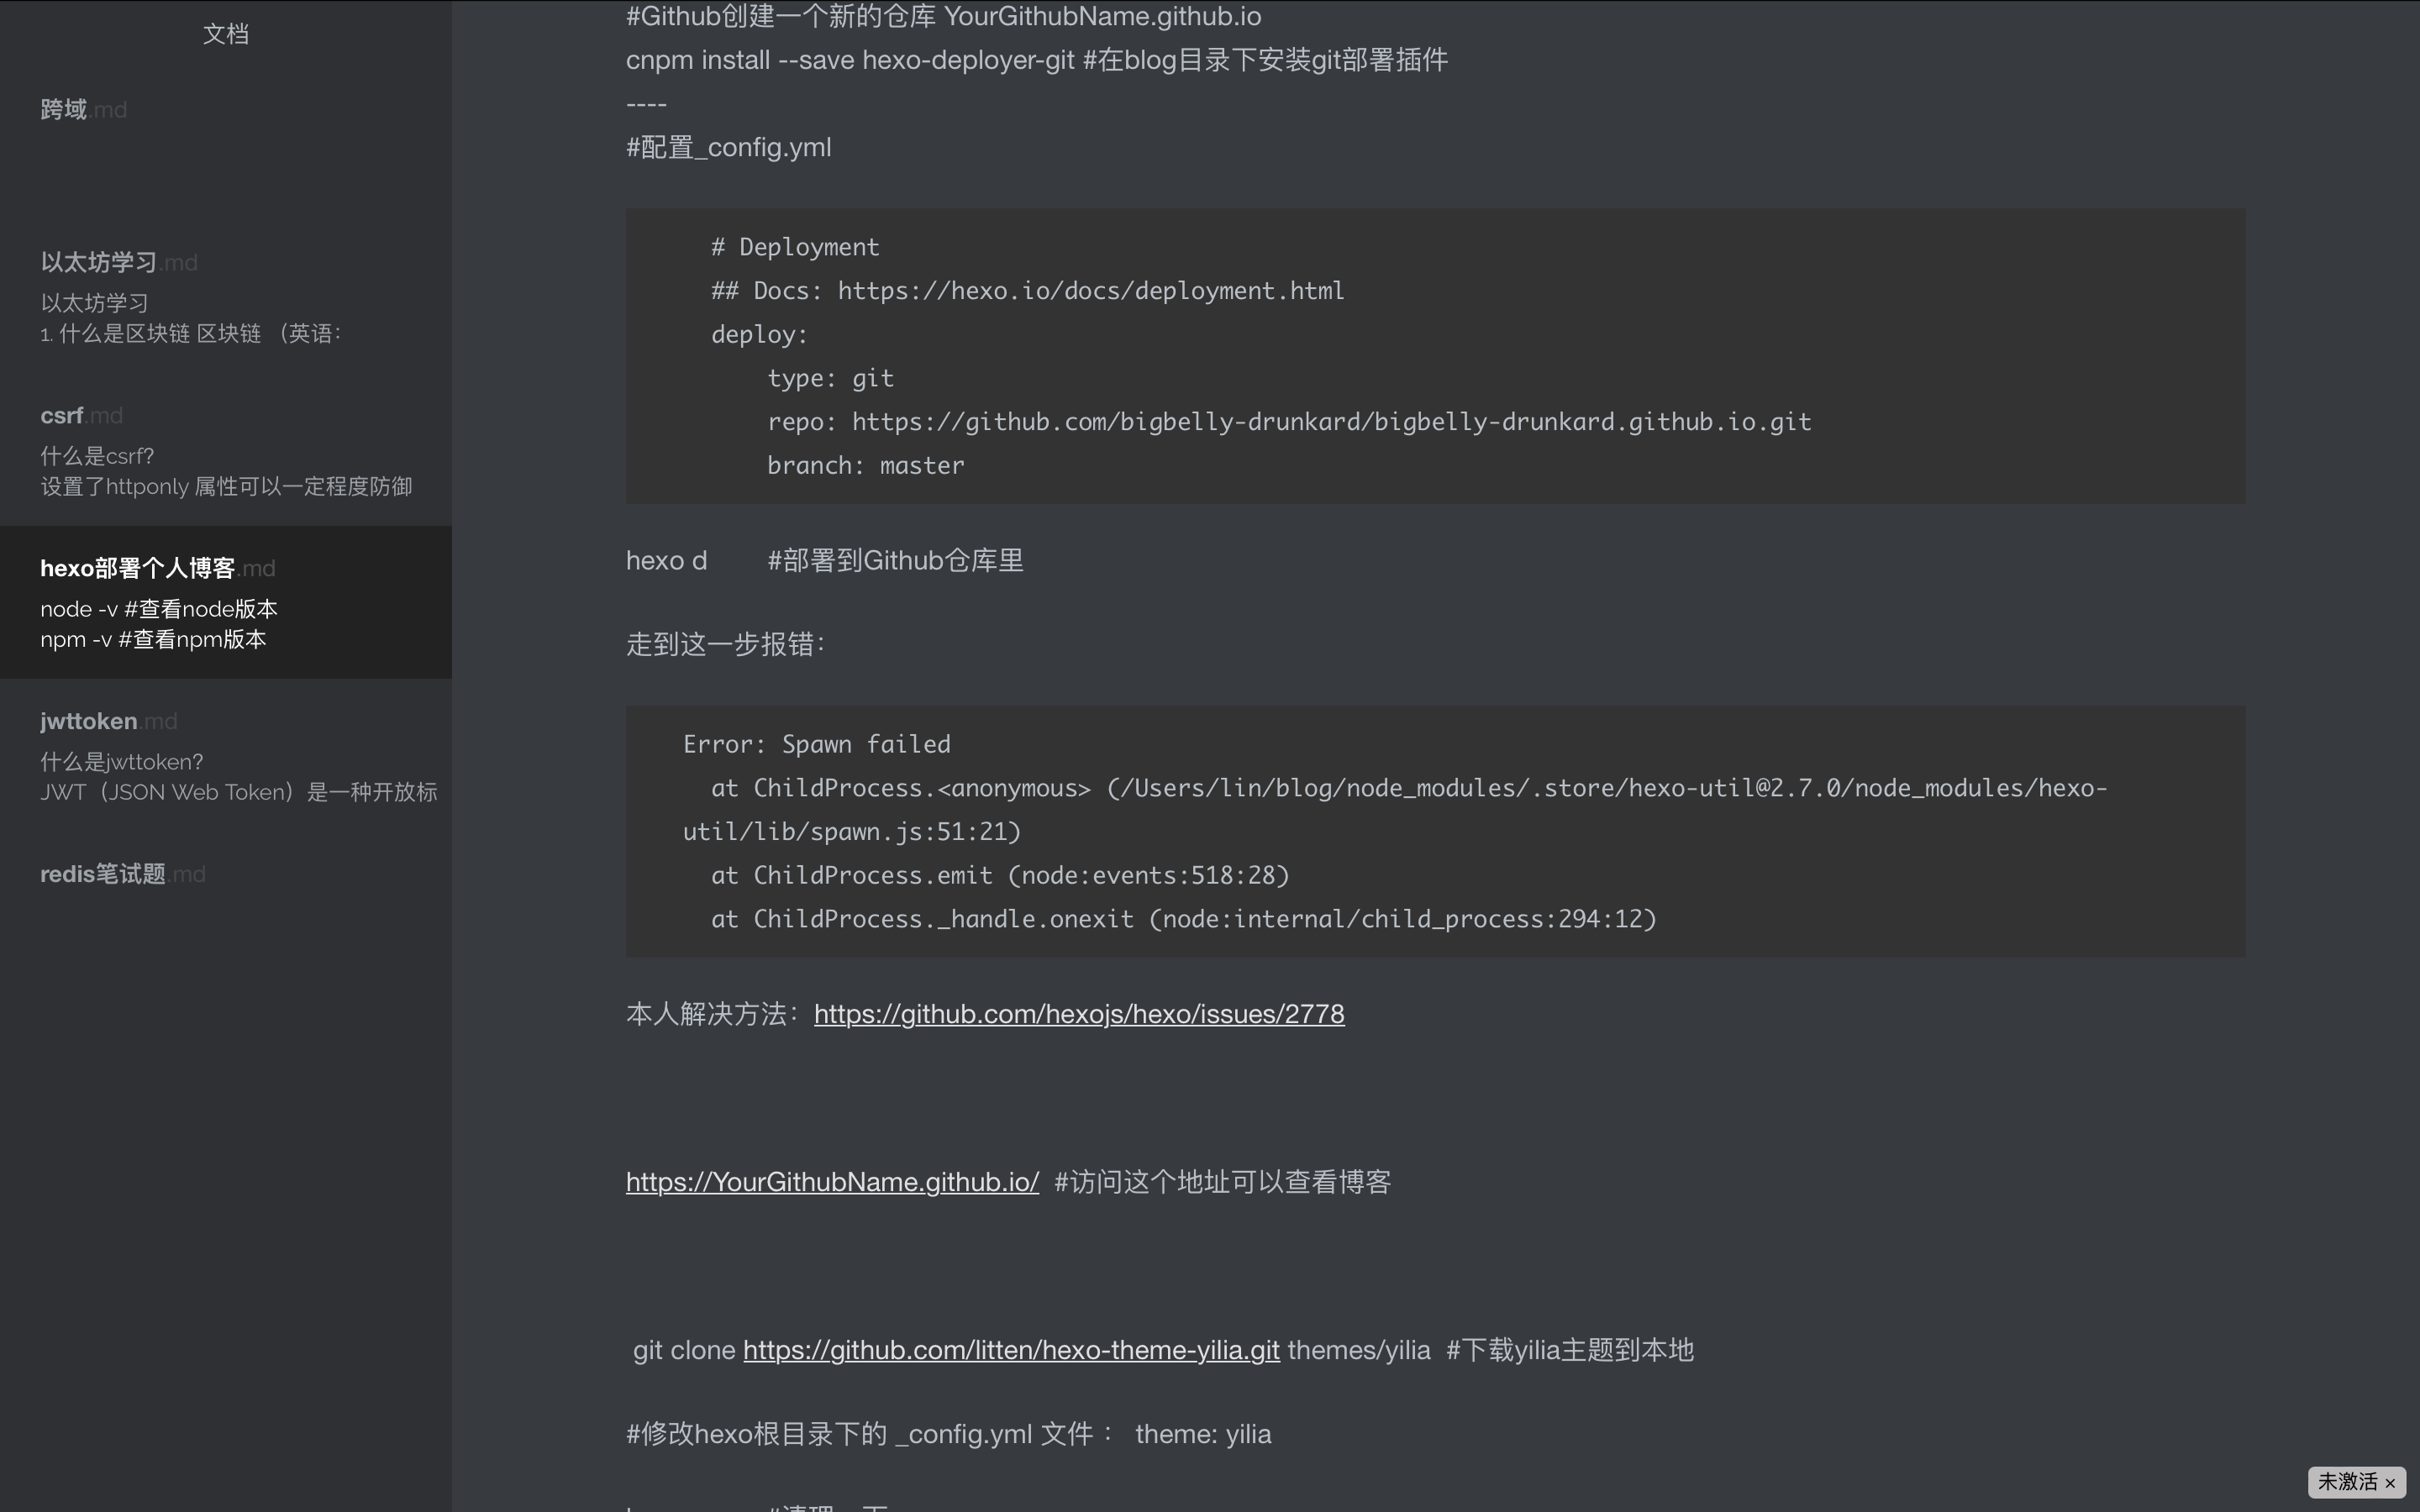 文档
跨域.md
以太坊学习.md
以太坊学习
1. 什么是区块链 区块链 （英语：
csrf.md
什么是csrf?
设置了httponly 属性可以一定程度防御
hexo部署个人博客.md
node -v #查看node版本
npm -v #查看npm版本
jwttoken.md
什么是jwttoken?
JWT（JSON Web Token）是一种开放标
redis笔试题.md
#Github创建一个新的仓库 YourGithubName.github.io
cnpm install --save hexo-deployer-git #在blog目录下安装git部署插件
----
#配置_config.yml
# Deployment
## Docs: https://hexo.io/docs/deployment.html
deploy:
type: git
repo: https://github.com/bigbelly-drunkard/bigbelly-drunkard.github.io.git
branch: master
hexo d #部署到Github仓库里
走到这一步报错：
Error: Spawn failed
at ChildProcess.<anonymous> (/Users/lin/blog/node_modules/.store/hexo-util@2.7.0/node_modules/hexo-
util/lib/spawn.js:51:21)
at ChildProcess.emit (node:events:518:28)
at ChildProcess._handle.onexit (node:internal/child_process:294:12)
本人解决方法：https://github.com/hexojs/hexo/issues/2778
https://YourGithubName.github.io/ #访问这个地址可以查看博客
git clone https://github.com/litten/hexo-theme-yilia.git themes/yilia #下载yilia主题到本地
#修改hexo根目录下的 _config.yml 文件 ： theme: yilia
未激活 ×